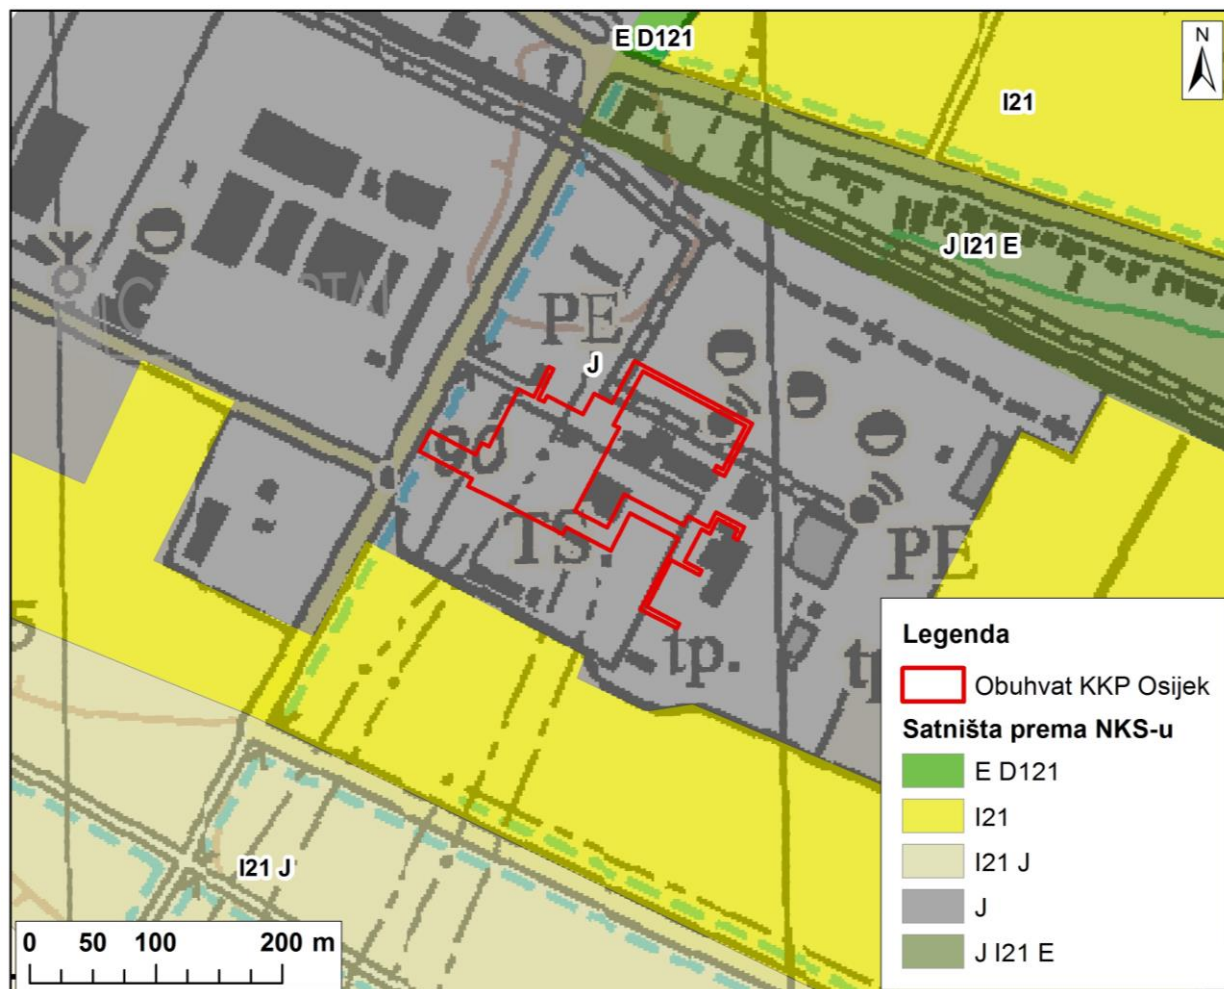 E D121
N
I21
J I21 E
PE
J
go
TS.
PE
tp.
I21 J
Legenda
Obuhvat KKP Osijek
Satništa prema NKS-u
E D121
I21
I21 J
J
J I21 E
0 50 100 200 m